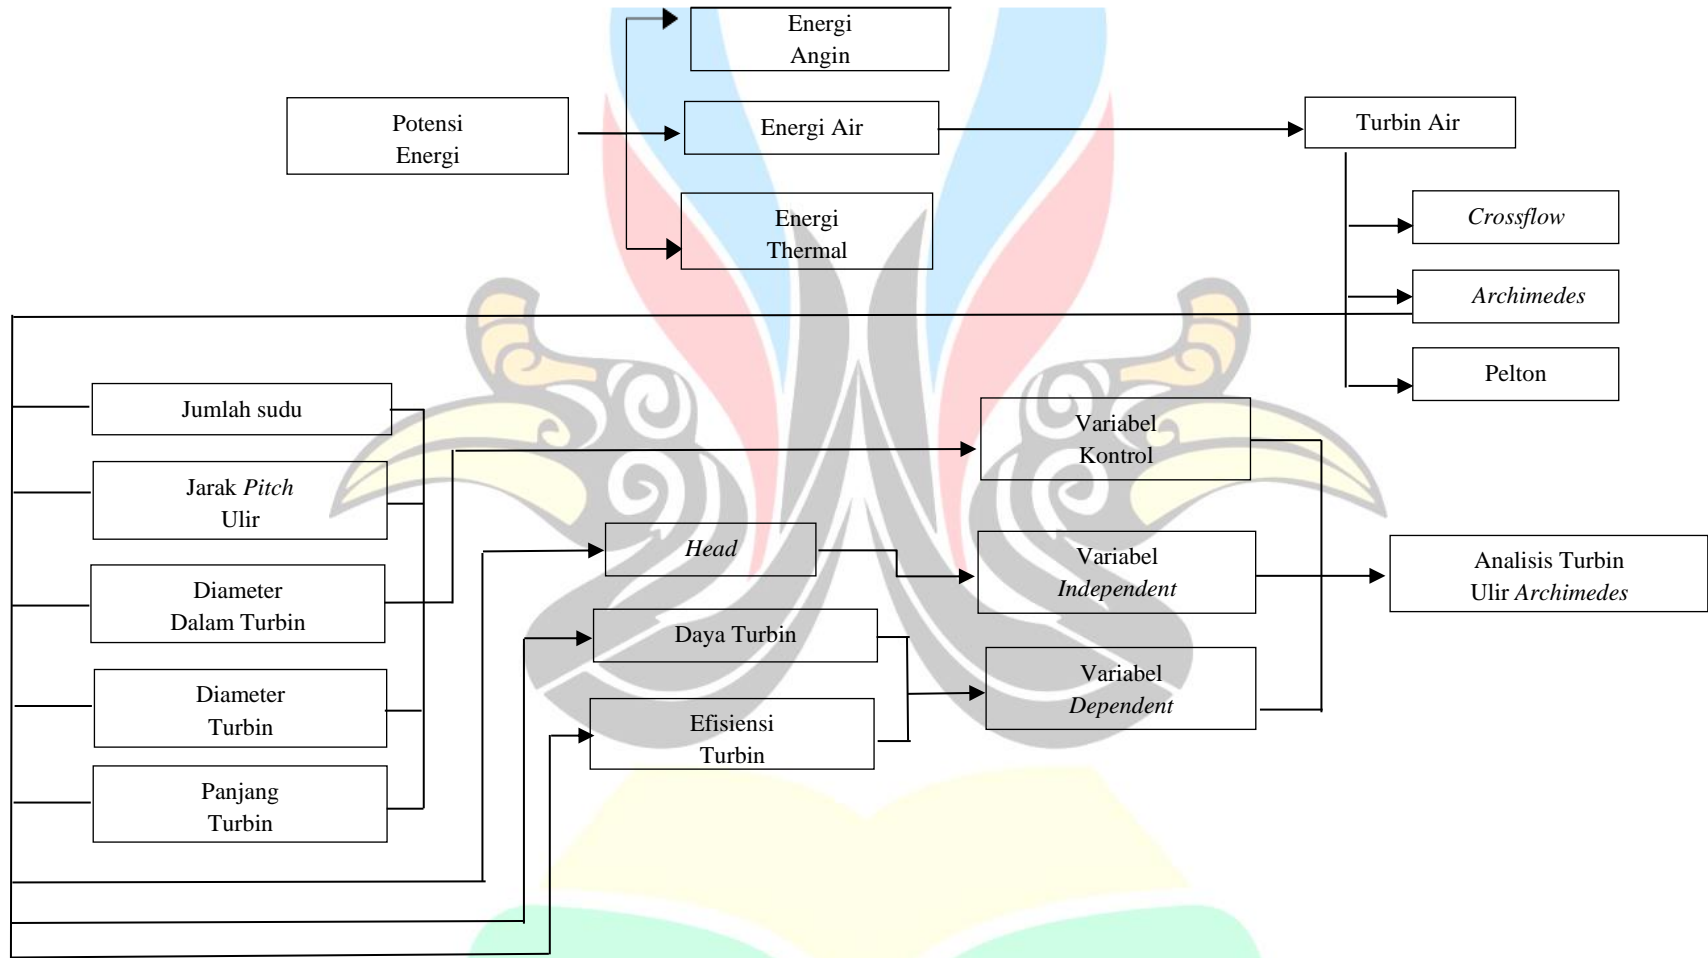 Energi
Angin
Potensi
Energi
Energi Air
Turbin Air
Energi
Thermal
Crossflow
Archimedes
Pelton
Jumlah sudu
Jarak Pitch
Ulir
Diameter
Dalam Turbin
Diameter
Turbin
Panjang
Turbin
Head
Daya Turbin
Efisiensi
Turbin
Variabel
Kontrol
Variabel
Independent
Variabel
Dependent
Analisis Turbin
Ulir Archimedes